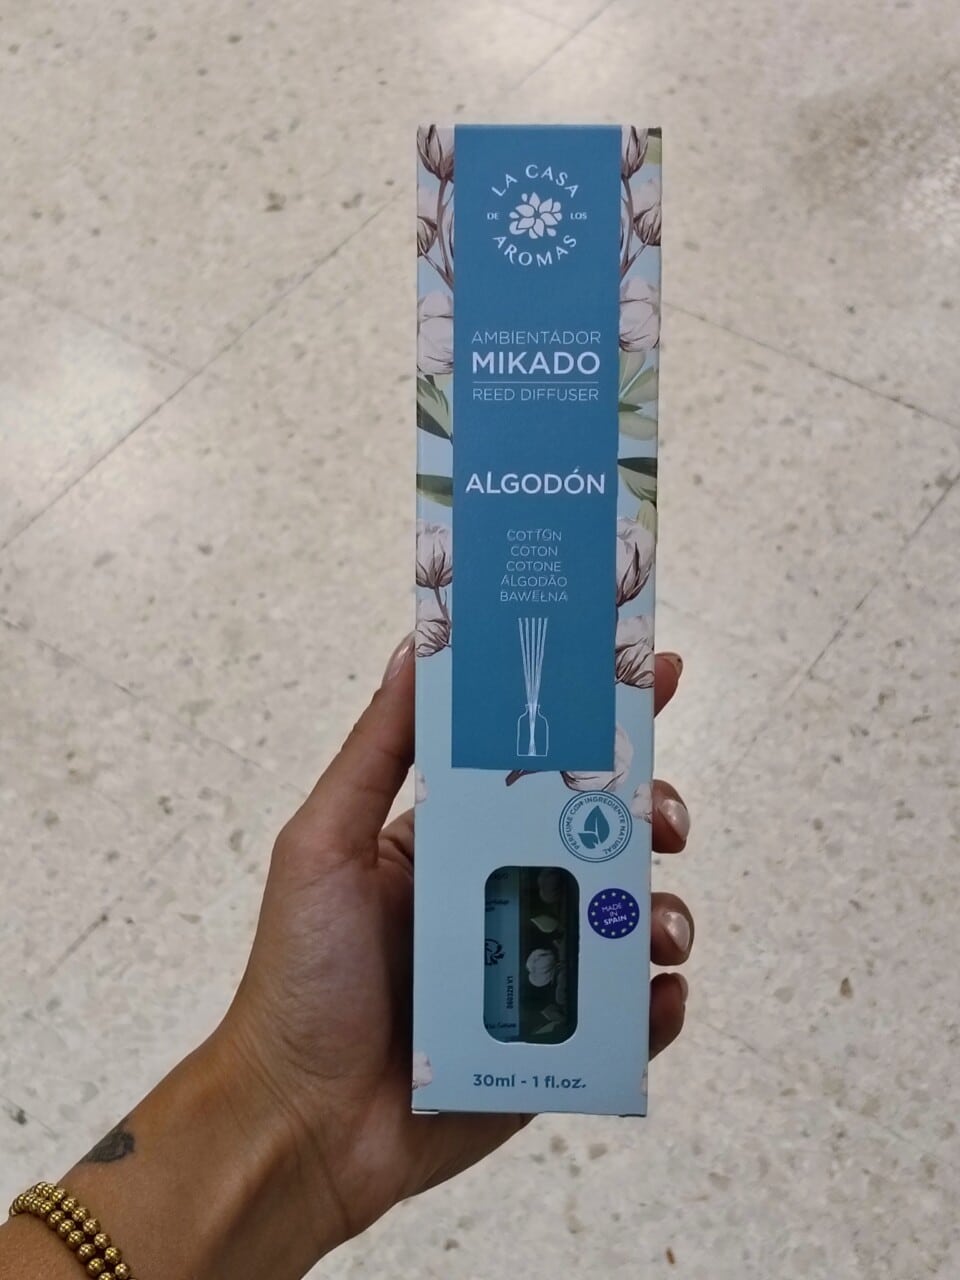 LA CASA
DE LOS
AROMAS
AMBIENTADOR
MIKADO
REED DIFFUSER
ALGODÓN
COTTON
COTON
COTONE
ALGODÃO
BAWEŁNA
PERFUME CON INGREDIENTE NATURAL
MADE
IN
SPAIN
30ml - 1 fl.oz.